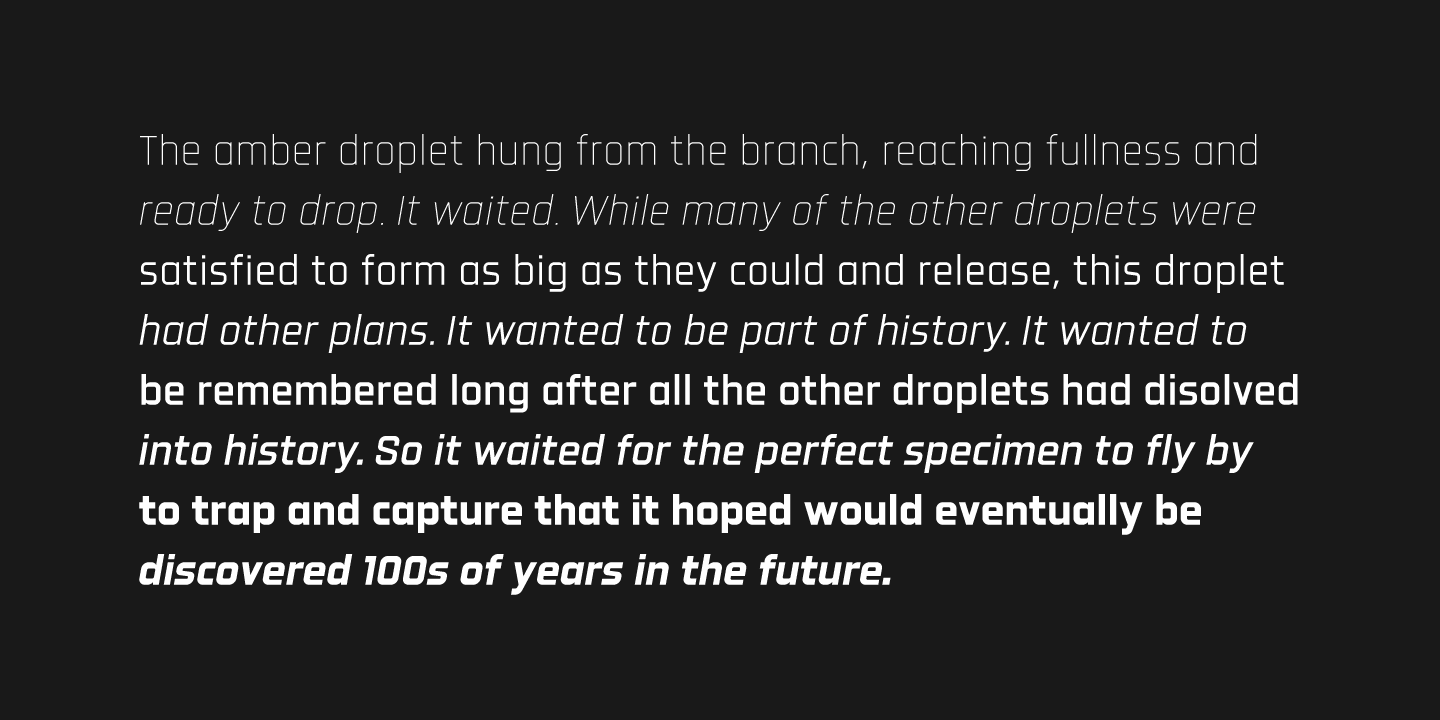 The amber droplet hung from the branch, reaching fullness and
ready to drop. It waited. While many of the other droplets were
satisfied to form as big as they could and release, this droplet
had other plans. It wanted to be part of history. It wanted to
be remembered long after all the other droplets had disolved
into history. So it waited for the perfect specimen to fly by
to trap and capture that it hoped would eventually be
discovered 100s of years in the future.